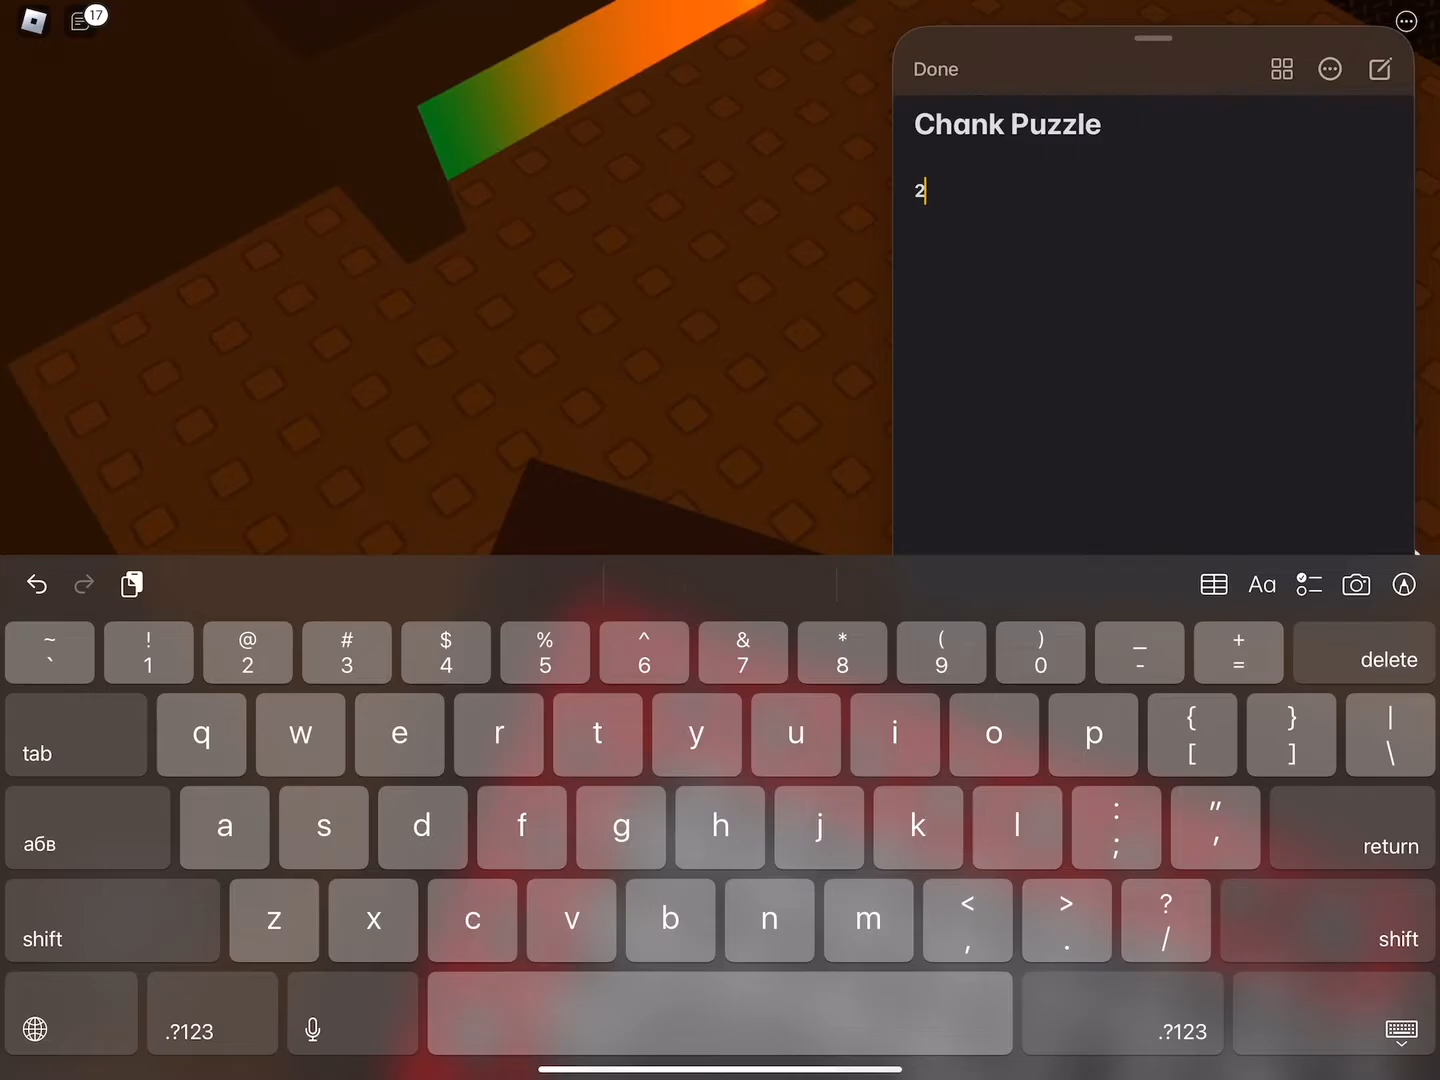 17
Done
Chank Puzzle
2
Aa
~ ! @ # $ % ^ & * ( ) _ +
` 1 2 3 4 5 6 7 8 9 0 - = delete
tab q w e r t y u i o p { [ } ] | \
абв a s d f g h j k l : ; " ' return
shift z x c v b n m < , > . ? / shift
.?123 .?123